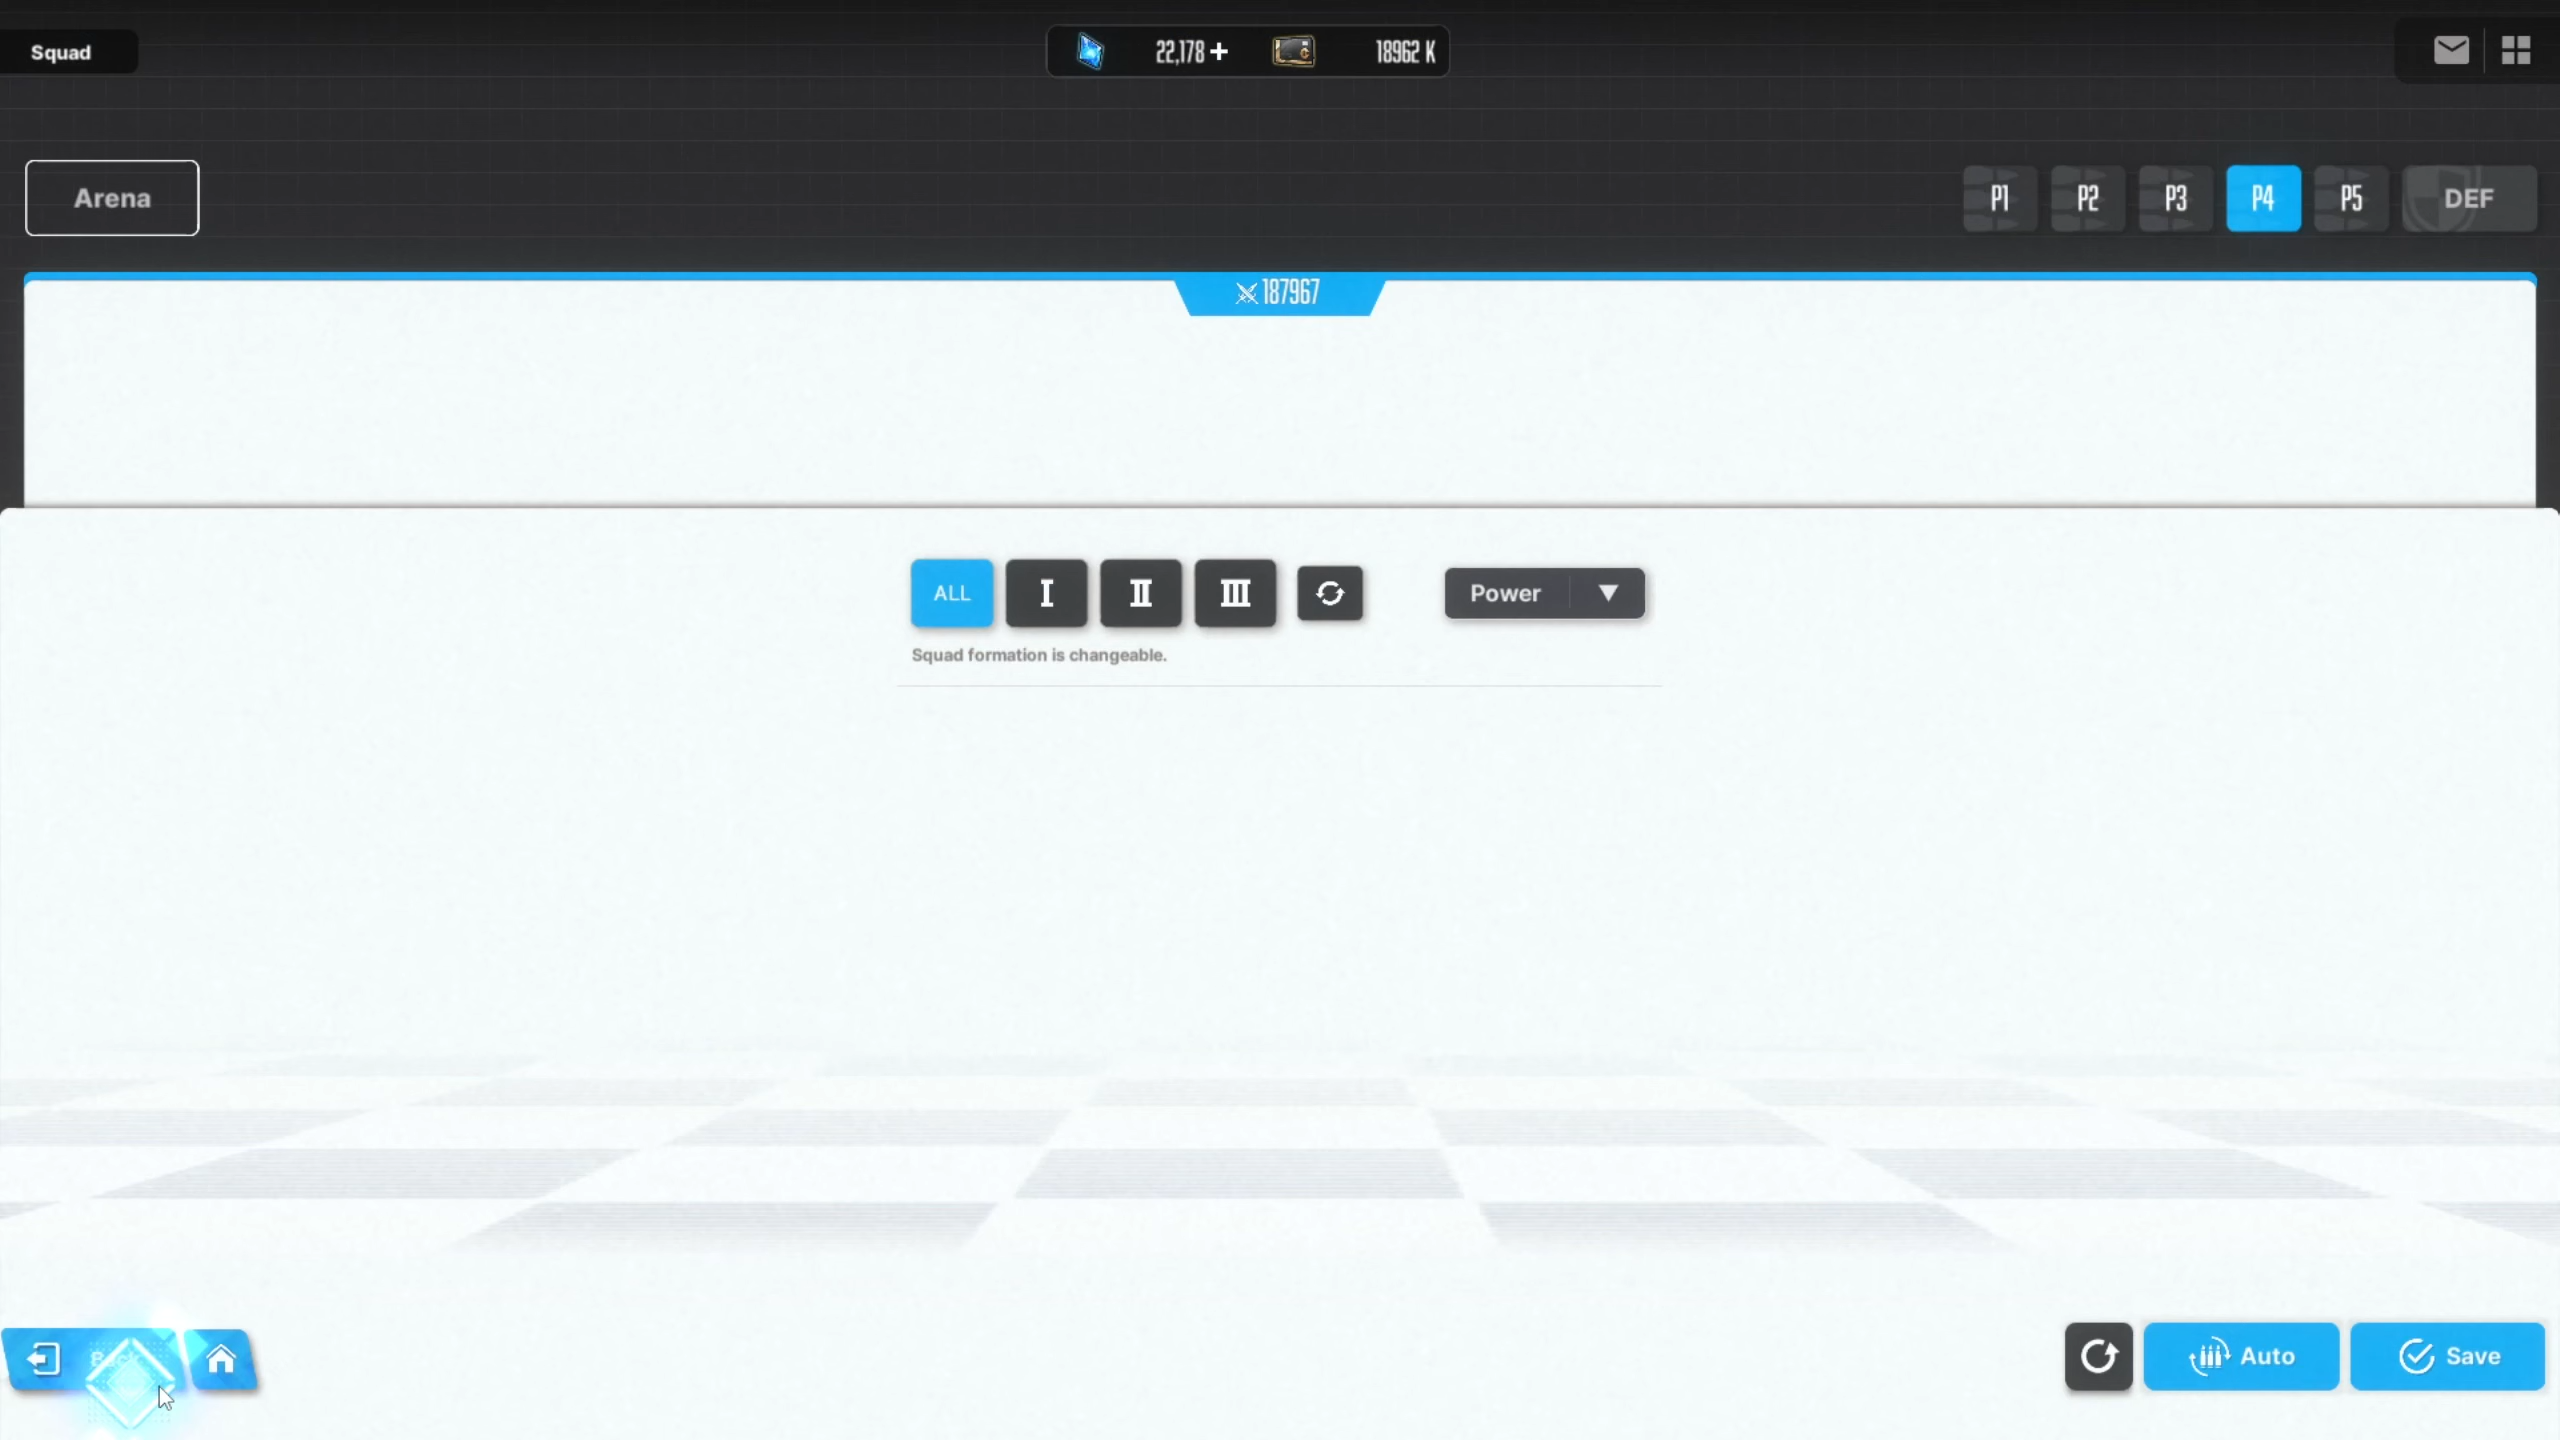 Squad
22,178 +
18962 K
Arena
P1
P2
P3
P4
P5
DEF
187967
ALL
I
II
III
Power
Squad formation is changeable.
Auto
Save